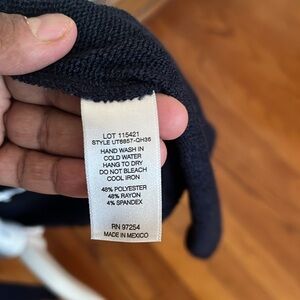 LOT 115421
STYLE UT6857-QH36
HAND WASH IN
COLD WATER
HANG TO DRY
DO NOT BLEACH
COOL IRON
48% POLYESTER
48% RAYON
4% SPANDEX
RN 97254
MADE IN MEXICO